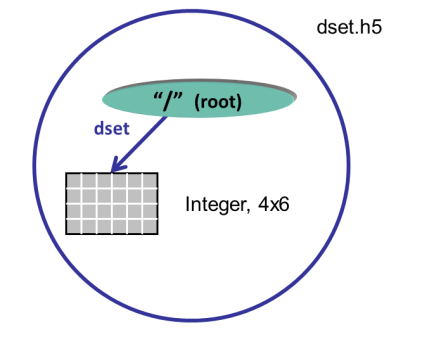 dset.h5
“/” (root)
dset
Integer, 4x6